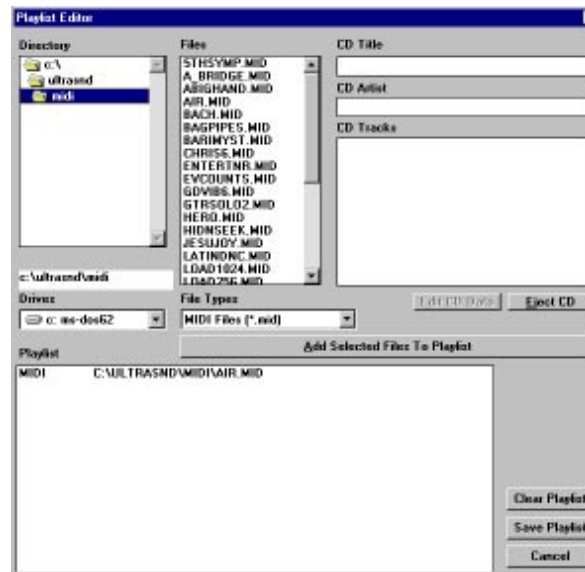 Playlist Editor
Directory
c:\
ultrasnd
midi
c:\ultrasnd\midi
Drives
c: ms-dos62
Files
5THSYMP.MID
A_BRIDGE.MID
ABIGHAND.MID
AIR.MID
BACH.MID
BAGPIPES.MID
BARIMYST.MID
CHRIS6.MID
ENTERTNR.MID
EVCOUNTS.MID
GDVIBS.MID
GTRSOLO2.MID
HERO.MID
HIDNSEEK.MID
JESUJOY.MID
LATINDNC.MID
LOAD1024.MID
LOAD256.MID
File Types
MIDI Files (*.mid)
CD Title
CD Artist
CD Tracks
Edit CD Data
Eject CD
Add Selected Files To Playlist
Playlist
MIDI C:\ULTRASND\MIDI\AIR.MID
Clear Playlist
Save Playlist
Cancel